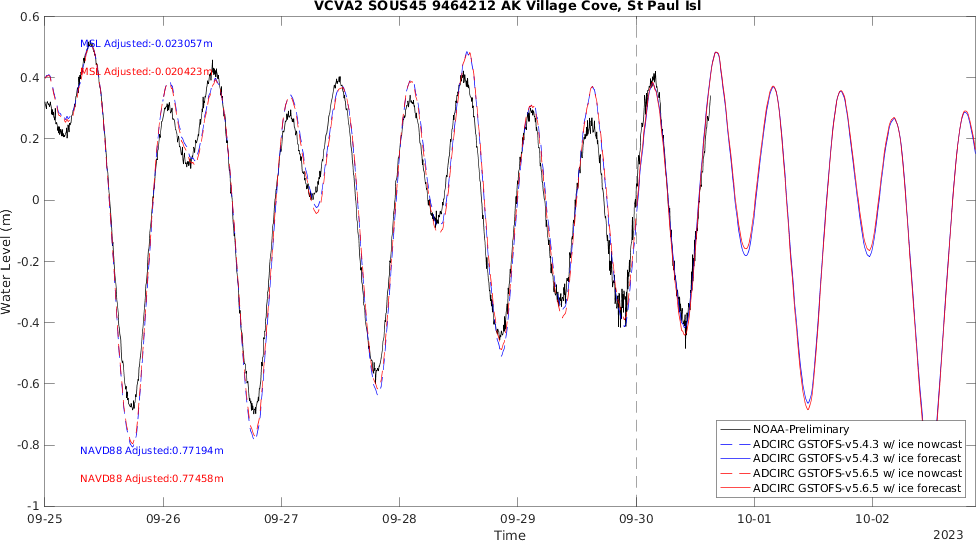 VCVA2 SOUS45 9464212 AK Village Cove, St Paul Isl
0.6
MSL Adjusted:-0.023057m
MSL Adjusted:-0.020423m
0.4
0.2
0
-0.2
-0.4
-0.6
-0.8
-1
Water Level (m)
NAVD88 Adjusted:0.77194m
NAVD88 Adjusted:0.77458m
NOAA-Preliminary
ADCIRC GSTOFS-v5.4.3 w/ ice nowcast
ADCIRC GSTOFS-v5.4.3 w/ ice forecast
ADCIRC GSTOFS-v5.6.5 w/ ice nowcast
ADCIRC GSTOFS-v5.6.5 w/ ice forecast
09-25 09-26 09-27 09-28 09-29 09-30 10-01 10-02
Time
2023